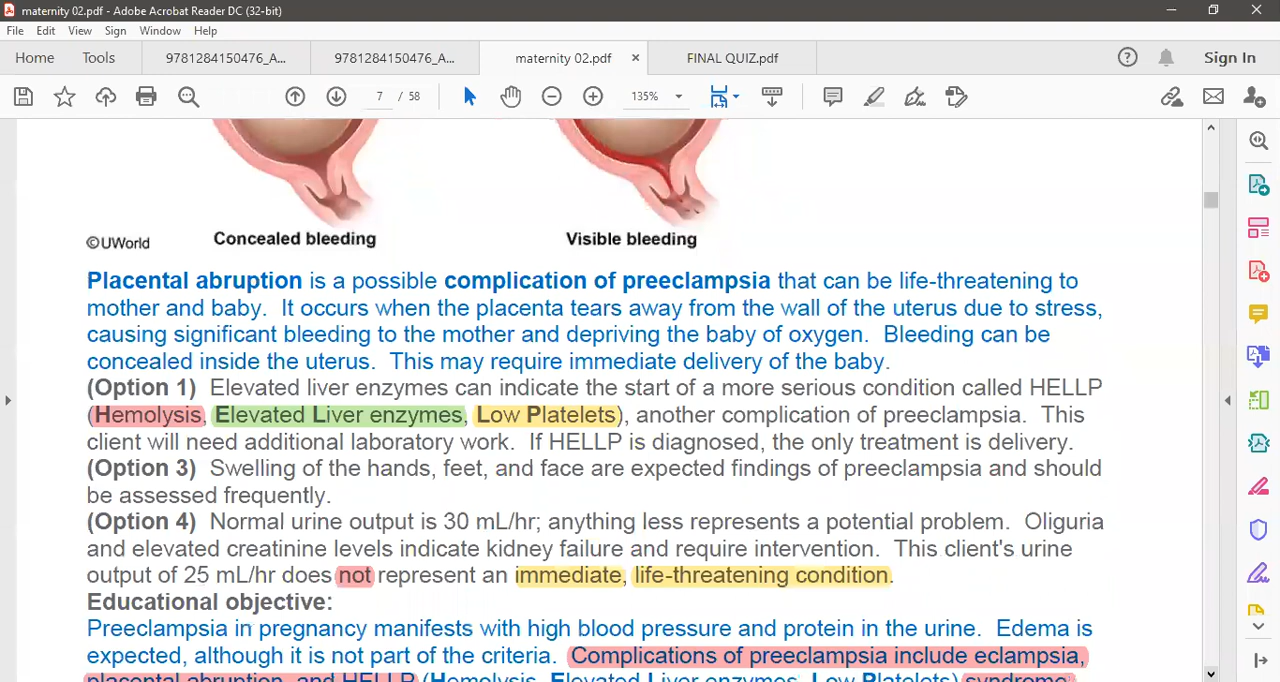 maternity 02.pdf - Adobe Acrobat Reader DC (32-bit)
File Edit View Sign Window Help
Home Tools 9781284150476_A... 9781284150476_A... maternity 02.pdf × FINAL QUIZ.pdf Sign In
7 / 58 135%
©UWorld Concealed bleeding Visible bleeding
Placental abruption is a possible complication of preeclampsia that can be life-threatening to
mother and baby. It occurs when the placenta tears away from the wall of the uterus due to stress,
causing significant bleeding to the mother and depriving the baby of oxygen. Bleeding can be
concealed inside the uterus. This may require immediate delivery of the baby.
(Option 1) Elevated liver enzymes can indicate the start of a more serious condition called HELLP
(Hemolysis, Elevated Liver enzymes, Low Platelets), another complication of preeclampsia. This
client will need additional laboratory work. If HELLP is diagnosed, the only treatment is delivery.
(Option 3) Swelling of the hands, feet, and face are expected findings of preeclampsia and should
be assessed frequently.
(Option 4) Normal urine output is 30 mL/hr; anything less represents a potential problem. Oliguria
and elevated creatinine levels indicate kidney failure and require intervention. This client's urine
output of 25 mL/hr does not represent an immediate, life-threatening condition.
Educational objective:
Preeclampsia in pregnancy manifests with high blood pressure and protein in the urine. Edema is
expected, although it is not part of the criteria. Complications of preeclampsia include eclampsia,
placental abruption, and HELLP (Hemolysis, Elevated Liver enzymes, Low Platelets) syndrome.